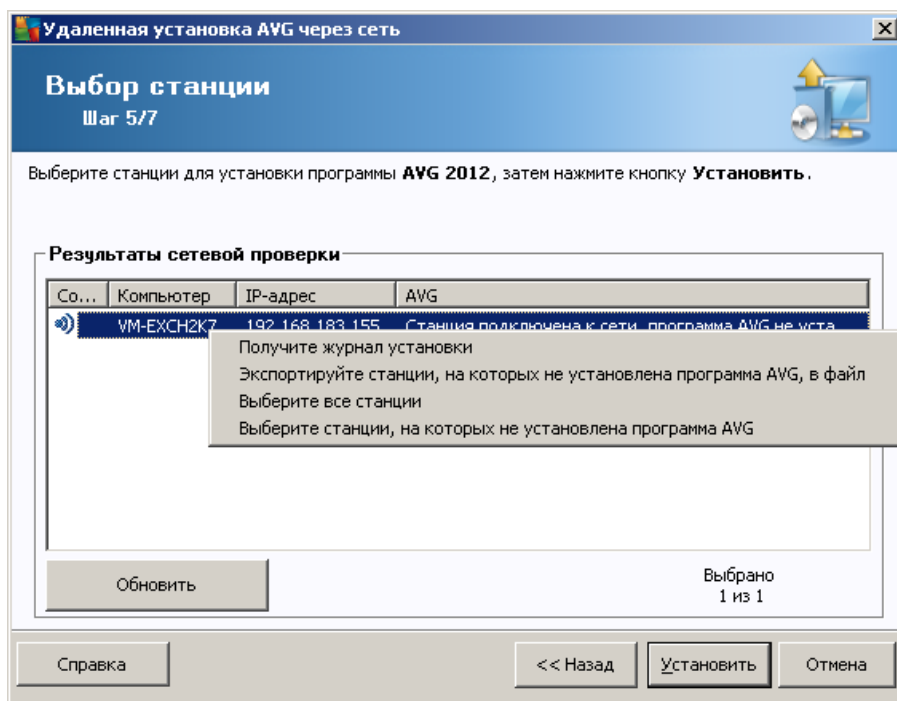 Удаленная установка AVG через сеть
Выбор станции
Шаг 5/7
Выберите станции для установки программы AVG 2012, затем нажмите кнопку Установить.
Результаты сетевой проверки
Со... Компьютер IP-адрес AVG
VM-EXCH2K7 192.168.183.155 Станция подключена к сети, программа AVG не уста...
Получите журнал установки
Экспортируйте станции, на которых не установлена программа AVG, в файл
Выберите все станции
Выберите станции, на которых не установлена программа AVG
Обновить
Выбрано
1 из 1
Справка << Назад Установить Отмена